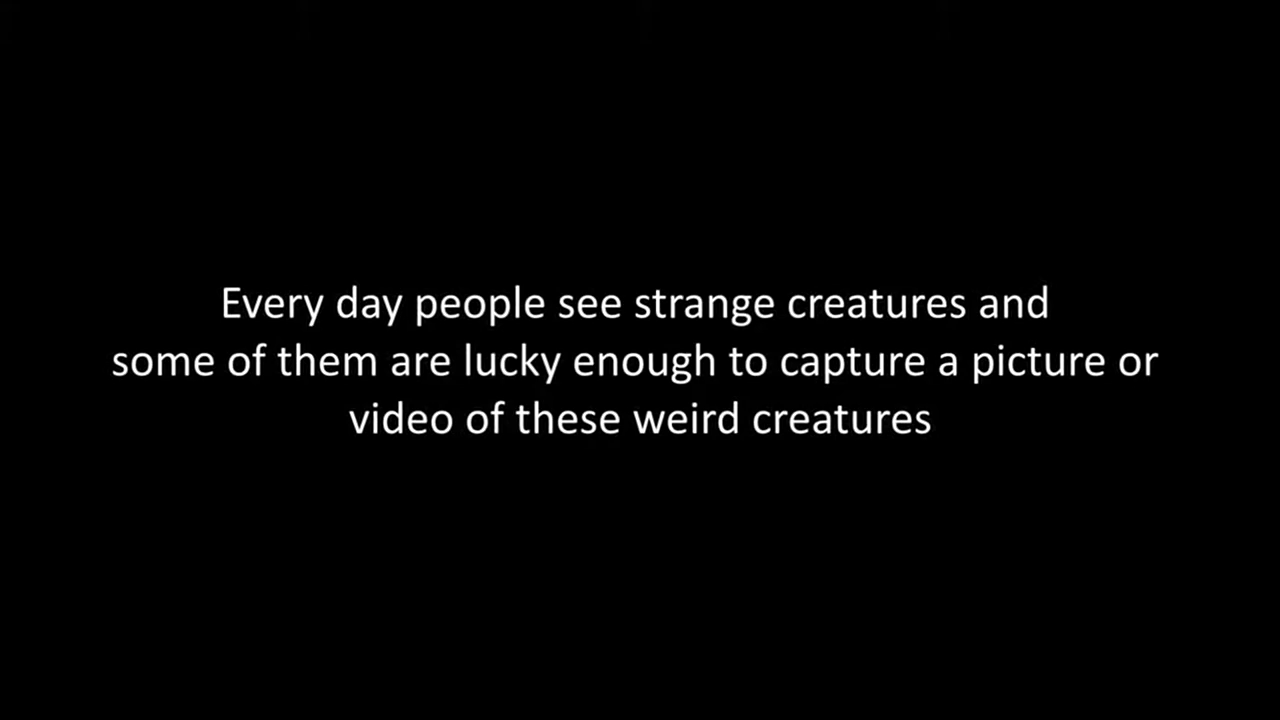 Every day people see strange creatures and
some of them are lucky enough to capture a picture or
video of these weird creatures